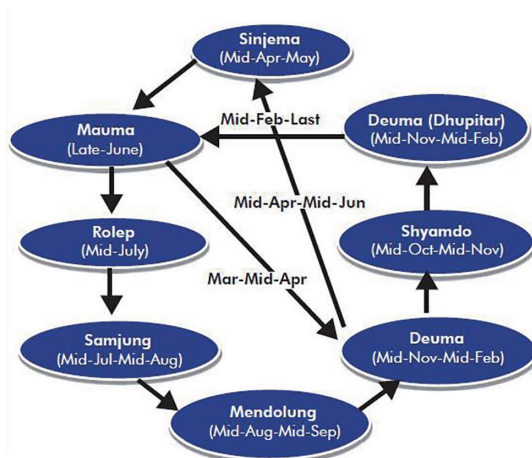 Sinjema
(Mid-Apr-May)
Mid-Feb-Last
Deuma (Dhupitar)
(Mid-Nov-Mid-Feb)
Mauma
(Late-June)
Mid-Apr-Mid-Jun
Rolep
(Mid-July)
Shyamdo
(Mid-Oct-Mid-Nov)
Mar-Mid-Apr
Samjung
(Mid-Jul-Mid-Aug)
Deuma
(Mid-Nov-Mid-Feb)
Mendolung
(Mid-Aug-Mid-Sep)